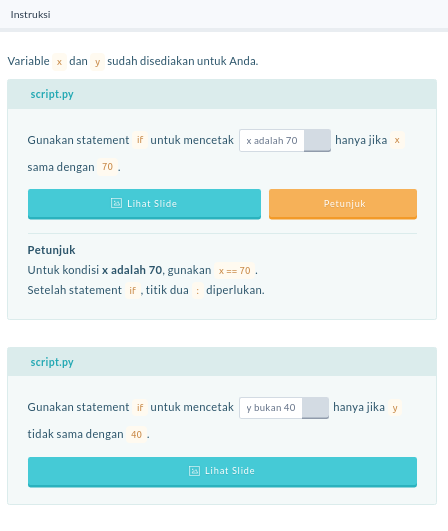 Instruksi
Variable x dan y sudah disediakan untuk Anda.
script.py
Gunakan statement if untuk mencetak x adalah 70 hanya jika x
sama dengan 70 .
Lihat Slide Petunjuk
Petunjuk
Untuk kondisi x adalah 70, gunakan x == 70 .
Setelah statement if , titik dua : diperlukan.
script.py
Gunakan statement if untuk mencetak y bukan 40 hanya jika y
tidak sama dengan 40 .
Lihat Slide